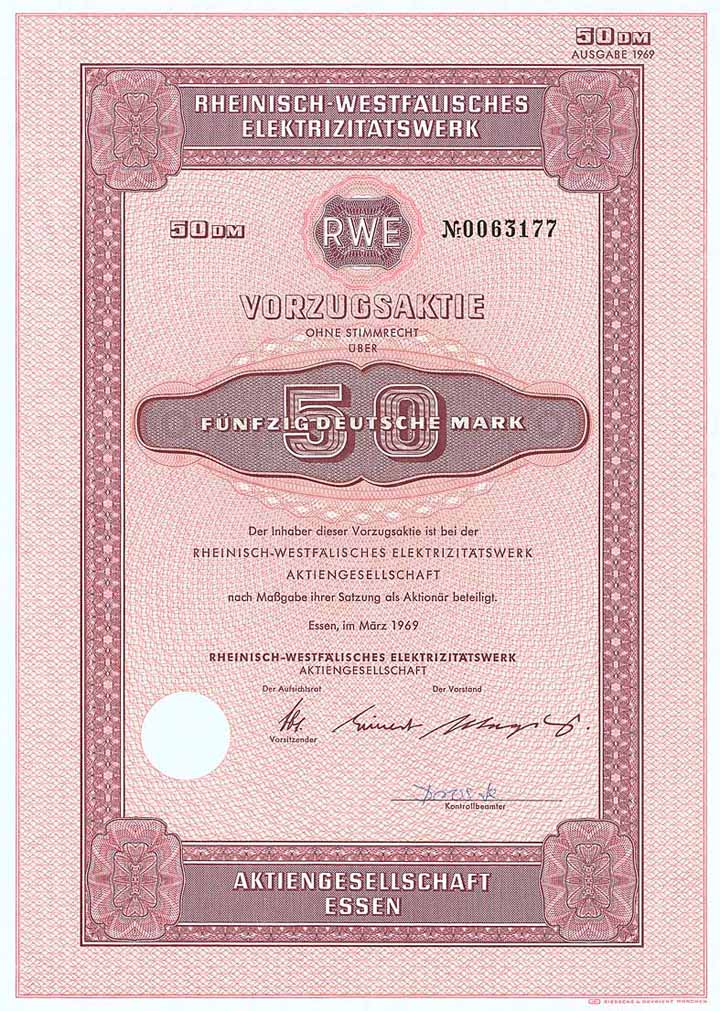 50 DM
AUSGABE 1969
RHEINISCH-WESTFÄLISCHES
ELEKTRIZITÄTSWERK
50 DM
RWE
№ 0063177
VORZUGSAKTIE
OHNE STIMMRECHT
ÜBER
50
FÜNFZIG DEUTSCHE MARK
Der Inhaber dieser Vorzugsaktie ist bei der
RHEINISCH-WESTFÄLISCHES ELEKTRIZITÄTSWERK
AKTIENGESELLSCHAFT
nach Maßgabe ihrer Satzung als Aktionär beteiligt.
Essen, im März 1969
RHEINISCH-WESTFÄLISCHES ELEKTRIZITÄTSWERK
AKTIENGESELLSCHAFT
Der Aufsichtsrat Der Vorstand
Vorsitzender
Kontrollbeamter
AKTIENGESELLSCHAFT
ESSEN
GIESECKE & DEVRIENT MÜNCHEN